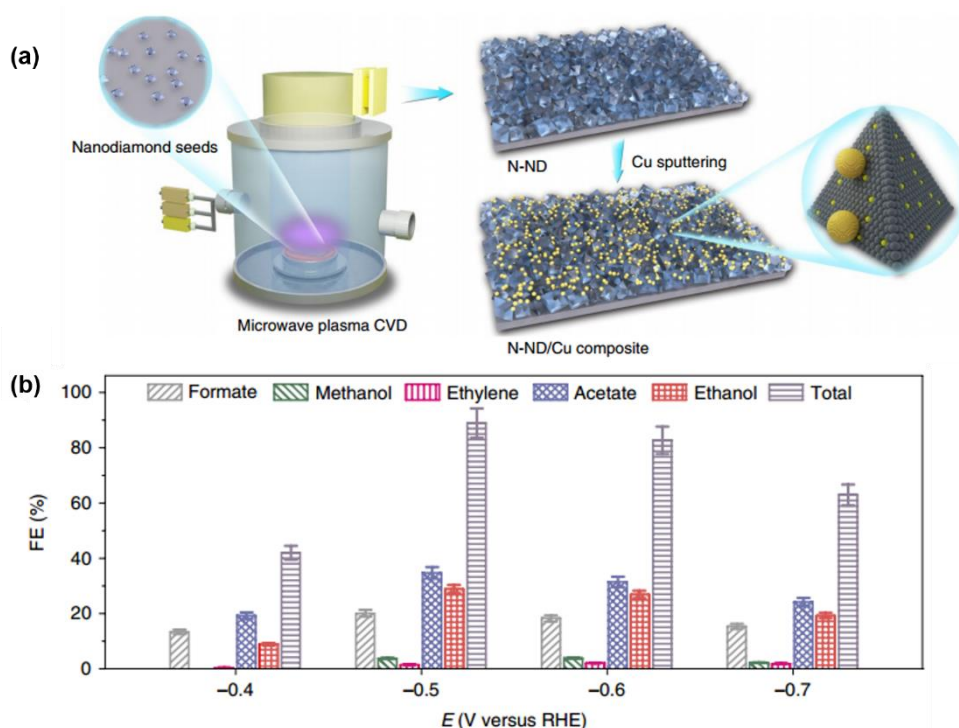 (a)
Nanodiamond seeds
N-ND
Cu sputtering
Microwave plasma CVD
N-ND/Cu composite
(b)
Formate Methanol Ethylene Acetate Ethanol Total
100
80
60
40
20
0
FE (%)
–0.4 –0.5 –0.6 –0.7
E (V versus RHE)